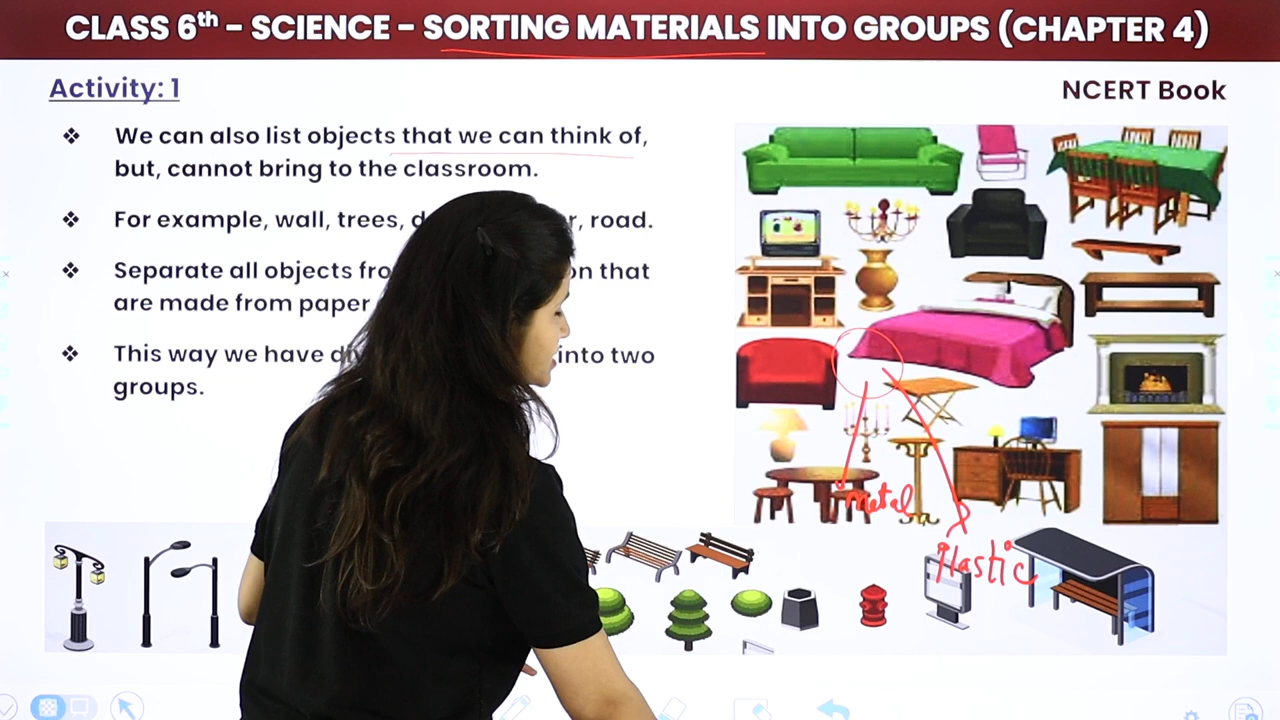 CLASS 6th – SCIENCE – SORTING MATERIALS INTO GROUPS (CHAPTER 4)
Activity: 1
NCERT Book
❖ We can also list objects that we can think of,
but, cannot bring to the classroom.
❖ For example, wall, trees, road.
❖ Separate all objects that
are made from paper
❖ This way we have into two
groups.
metal
Plastic